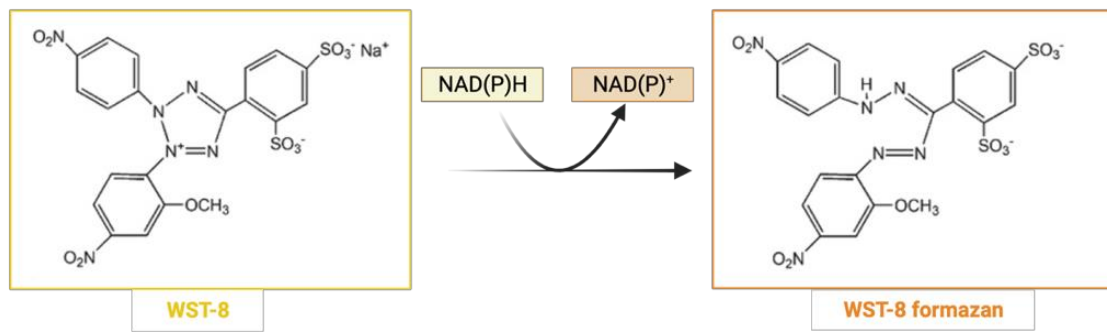 O₂N
SO₃⁻ Na⁺
N
N
N⁺
N
SO₃⁻
OCH₃
O₂N
WST-8
NAD(P)H
NAD(P)⁺
O₂N
SO₃⁻
H
N
N
N
N
SO₃⁻
OCH₃
O₂N
WST-8 formazan